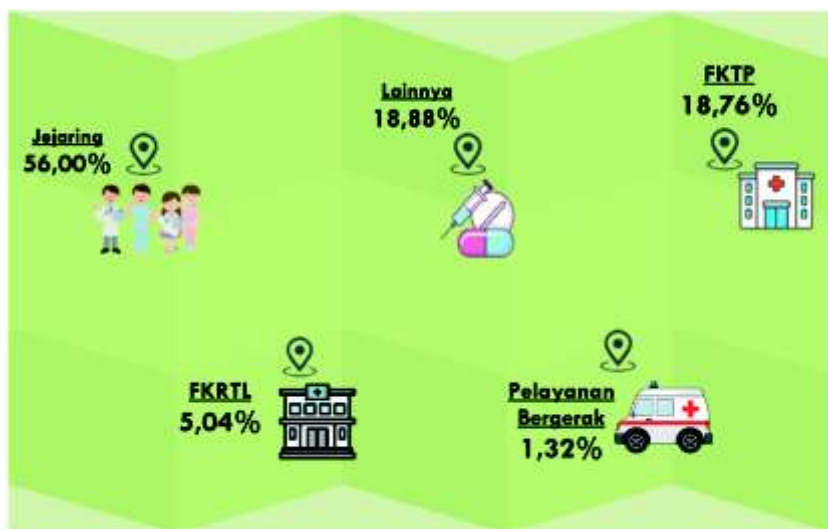 Jejaring
56,00%
Lainnya
18,88%
FKTP
18,76%
FKRTL
5,04%
Pelayanan
Bergerak
1,32%